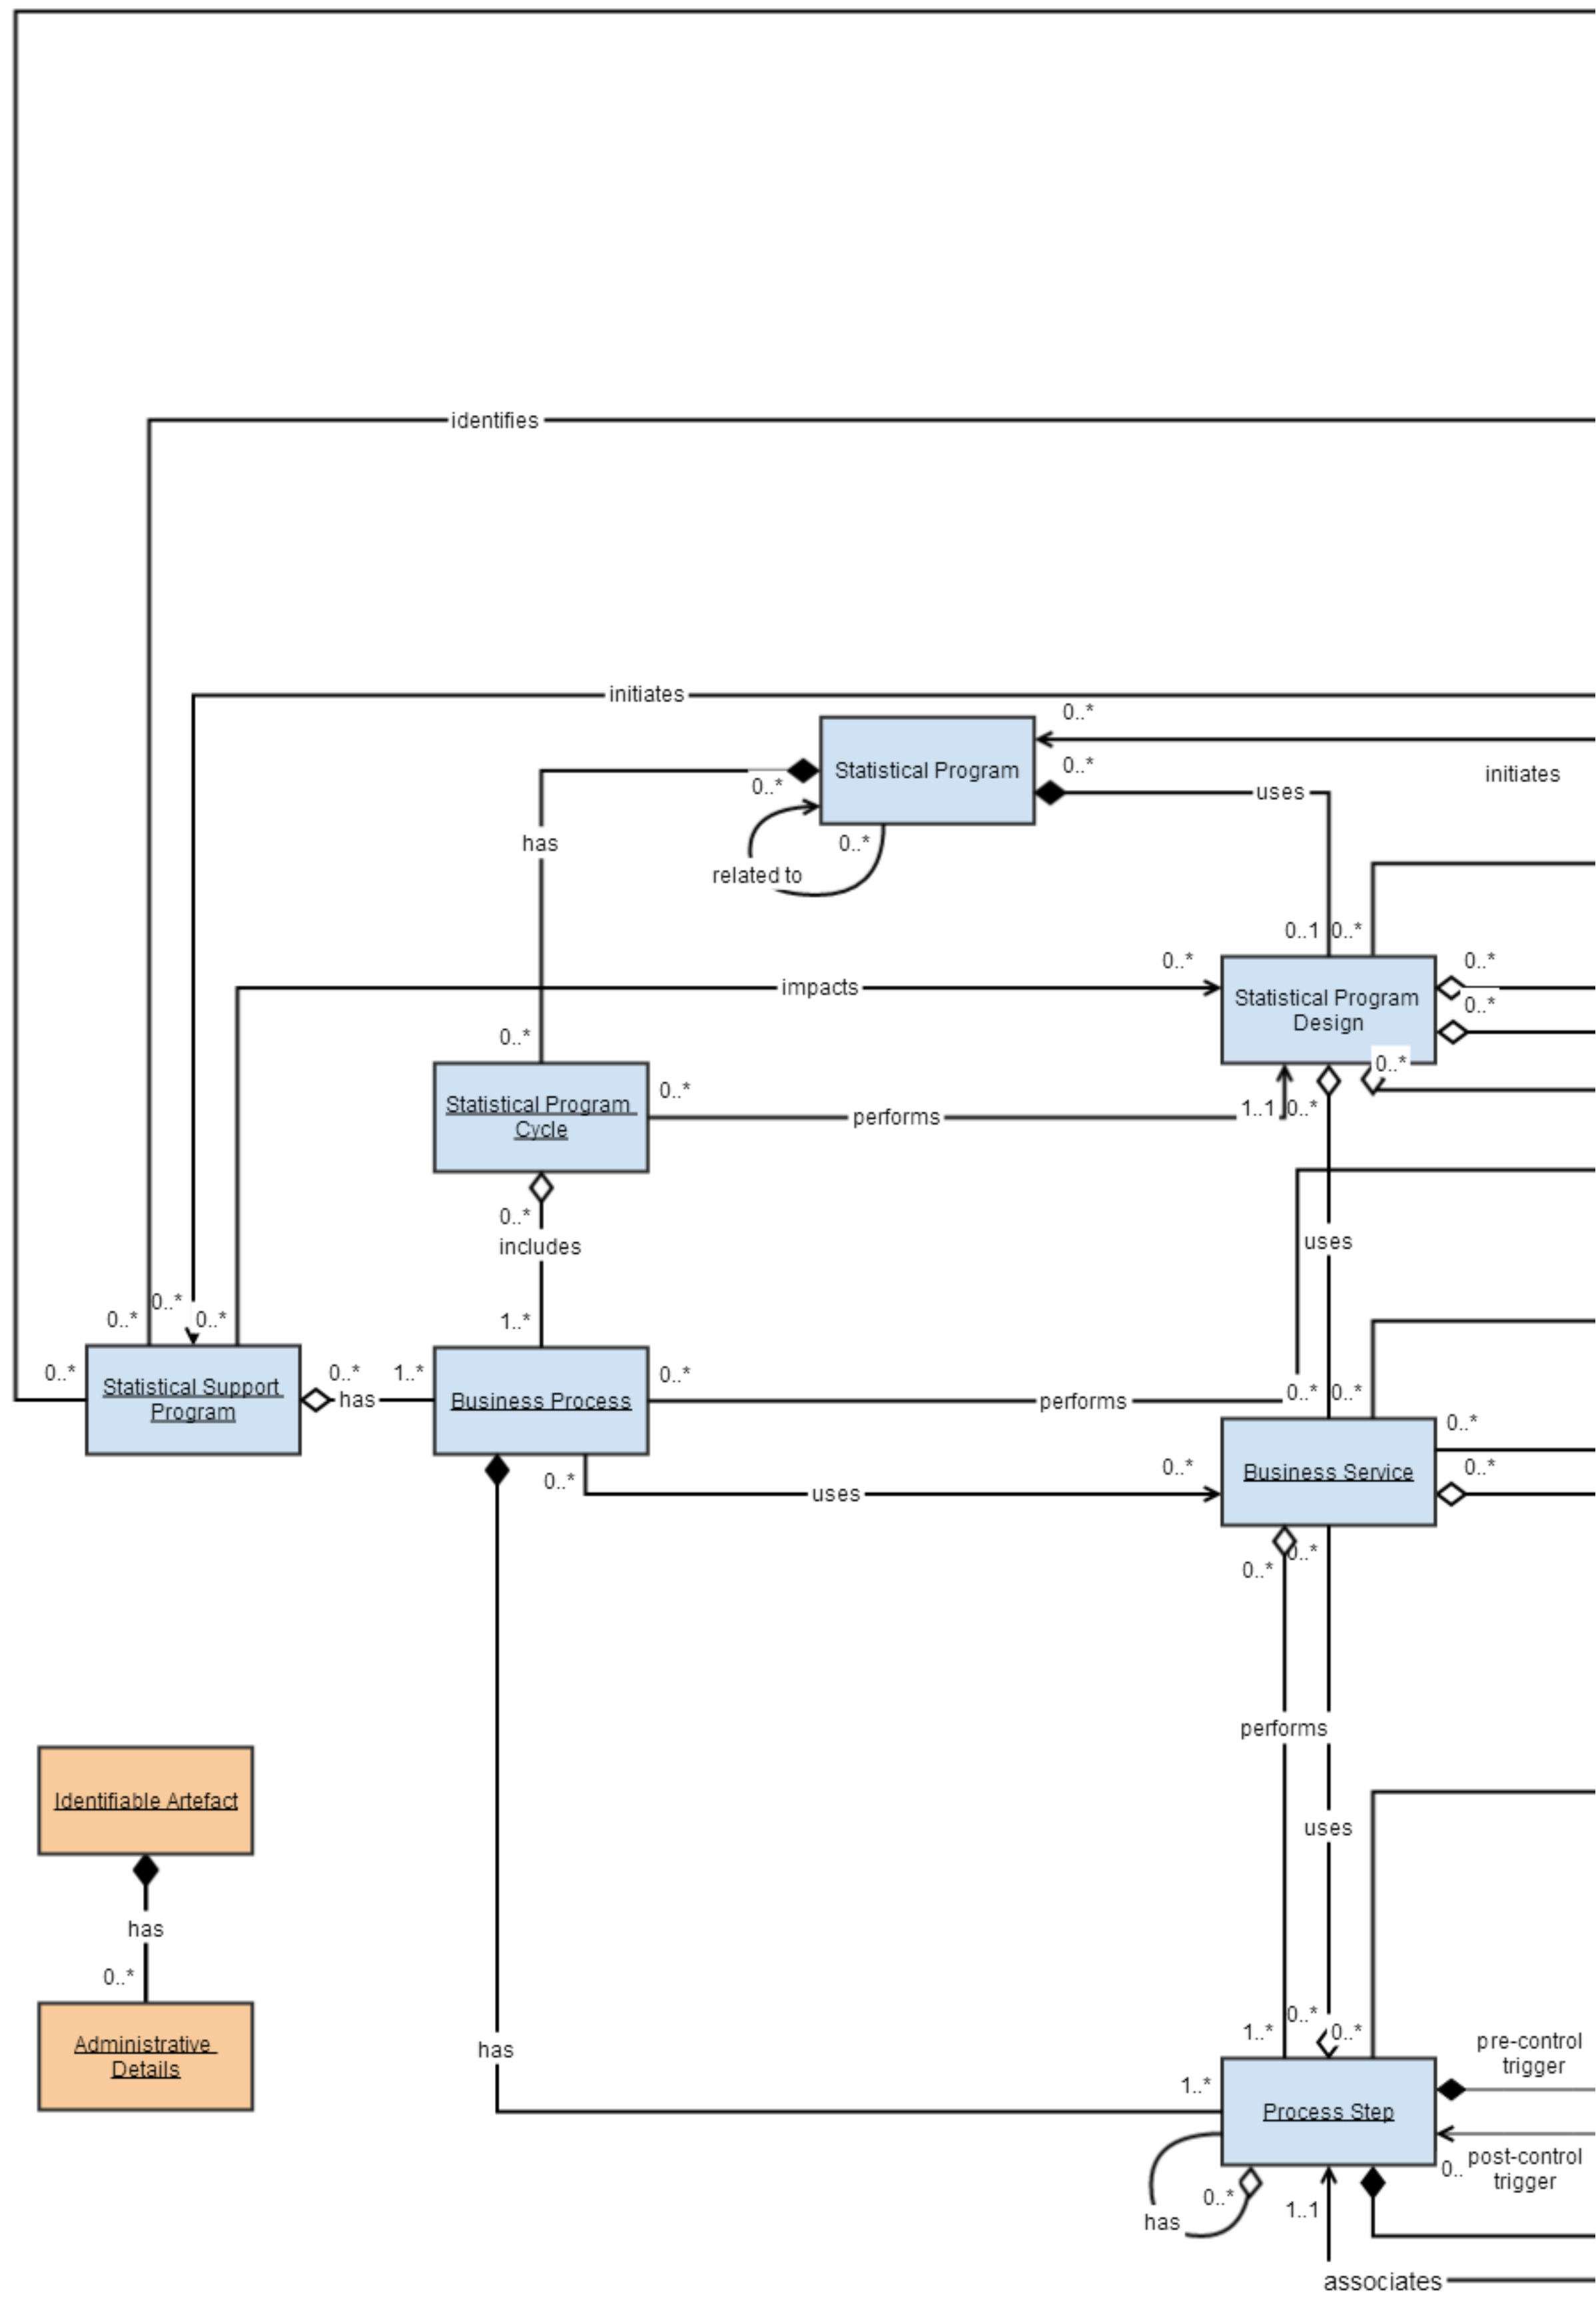 identifies
initiates
0..*
Statistical Program
0..*
0..*
uses
initiates
has
0..*
related to
0..1
0..*
0..*
impacts
0..*
Statistical Program
Design
0..*
0..*
0..*
0..*
Statistical Program
Cycle
0..*
performs
1..1
0..*
0..*
includes
uses
0..*
0..*
0..*
1..*
0..*
0..*
has
1..*
0..*
performs
0..*
0..*
Statistical Support
Program
Business Process
0..*
0..*
uses
0..*
Business Service
0..*
0..*
0..*
performs
Identifiable Artefact
uses
has
0..*
0..*
1..*
0..*
Administrative
Details
has
pre-control
trigger
1..*
Process Step
0..
post-control
trigger
0..*
has
1..1
associates